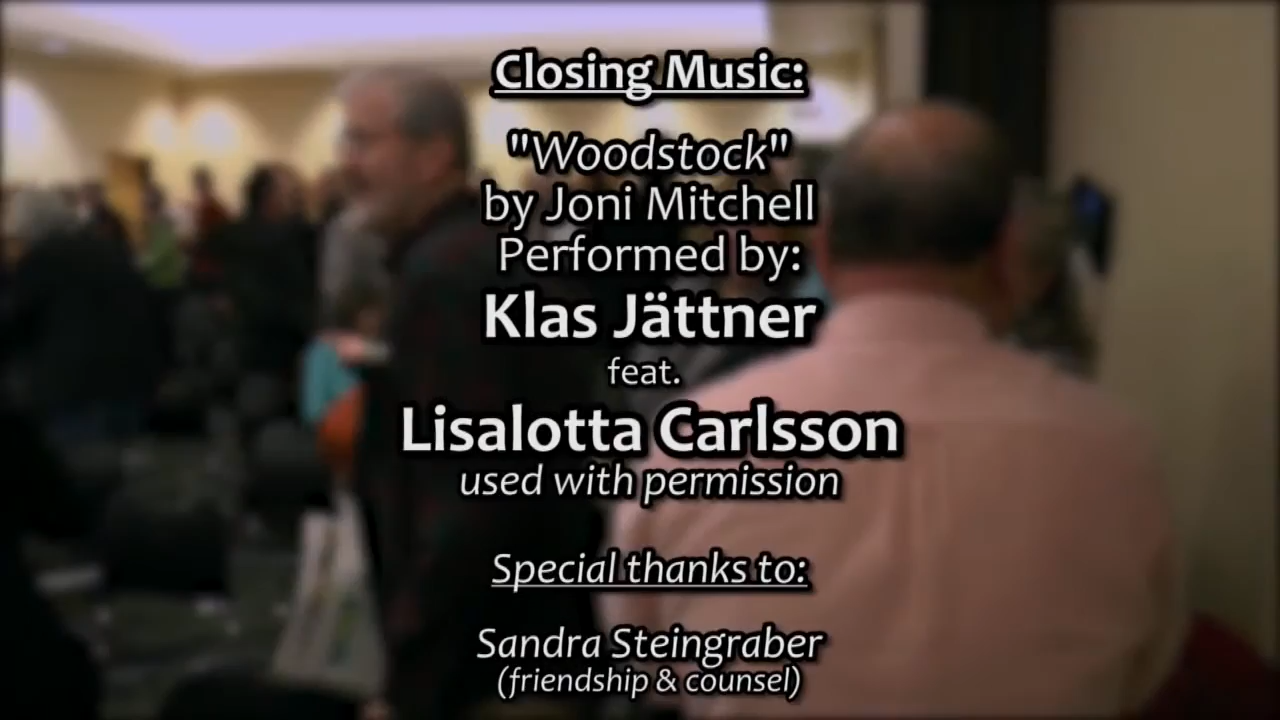 Closing Music:
"Woodstock"
by Joni Mitchell
Performed by:
Klas Jättner
feat.
Lisalotta Carlsson
used with permission
Special thanks to:
Sandra Steingraber
(friendship & counsel)